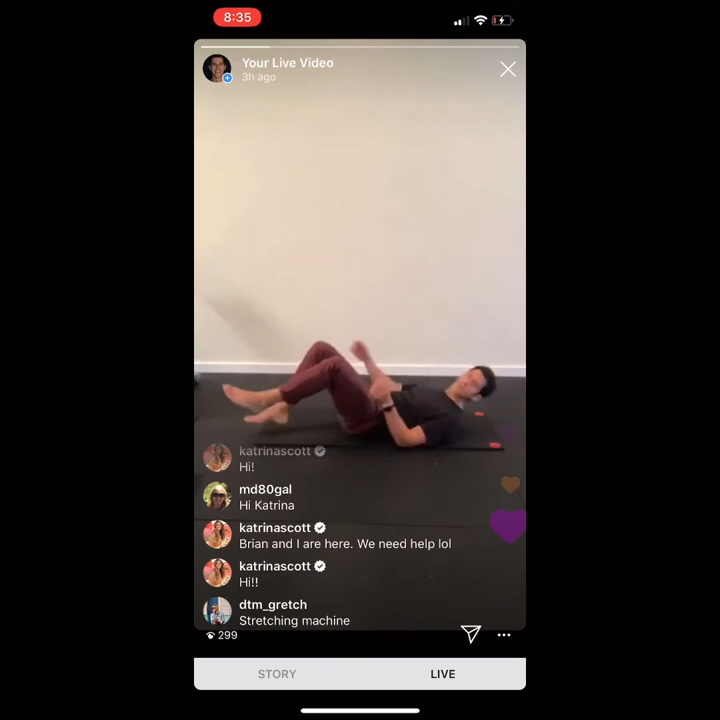 8:35
Your Live Video
3h ago
katrinascott
Hi!
md80gal
Hi Katrina
katrinascott
Brian and I are here. We need help lol
katrinascott
Hi!!
dtm_gretch
Stretching machine
299
STORY
LIVE